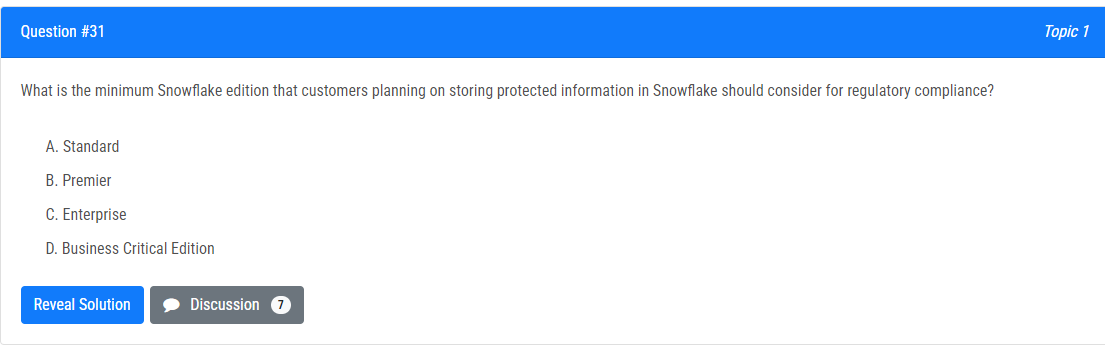 Question #31
Topic 1
What is the minimum Snowflake edition that customers planning on storing protected information in Snowflake should consider for regulatory compliance?
A. Standard
B. Premier
C. Enterprise
D. Business Critical Edition
Reveal Solution
Discussion 7